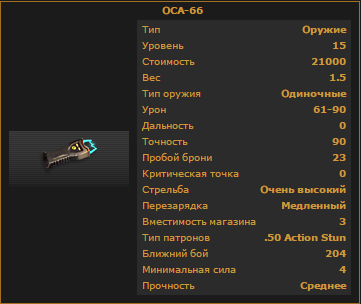 ОСА-66
Тип Оружие
Уровень 15
Стоимость 21000
Вес 1.5
Тип оружия Одиночные
Урон 61-90
Дальность 0
Точность 90
Пробой брони 23
Критическая точка 0
Стрельба Очень высокий
Перезарядка Медленный
Вместимость магазина 3
Тип патронов .50 Action Stun
Ближний бой 204
Минимальная сила 4
Прочность Среднее